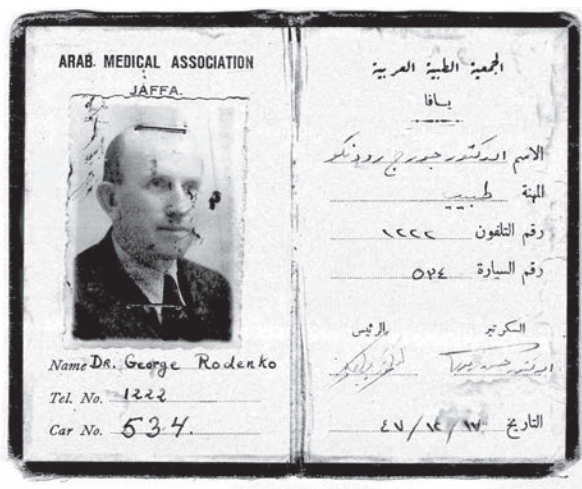 ARAB MEDICAL ASSOCIATION
JAFFA.
Name DR. George Rodenko
Tel. No. 1222
Car No. 534.
الجمعية الطبية العربية
يافا
الاسم الدكتور جورج رودنكو
المهنة طبيب
رقم التلفون ١٢٢٢
رقم السيارة ٥٣٤
السكرتير الرئيس
الدكتور
التاريخ ١٧/١٢/٤٧